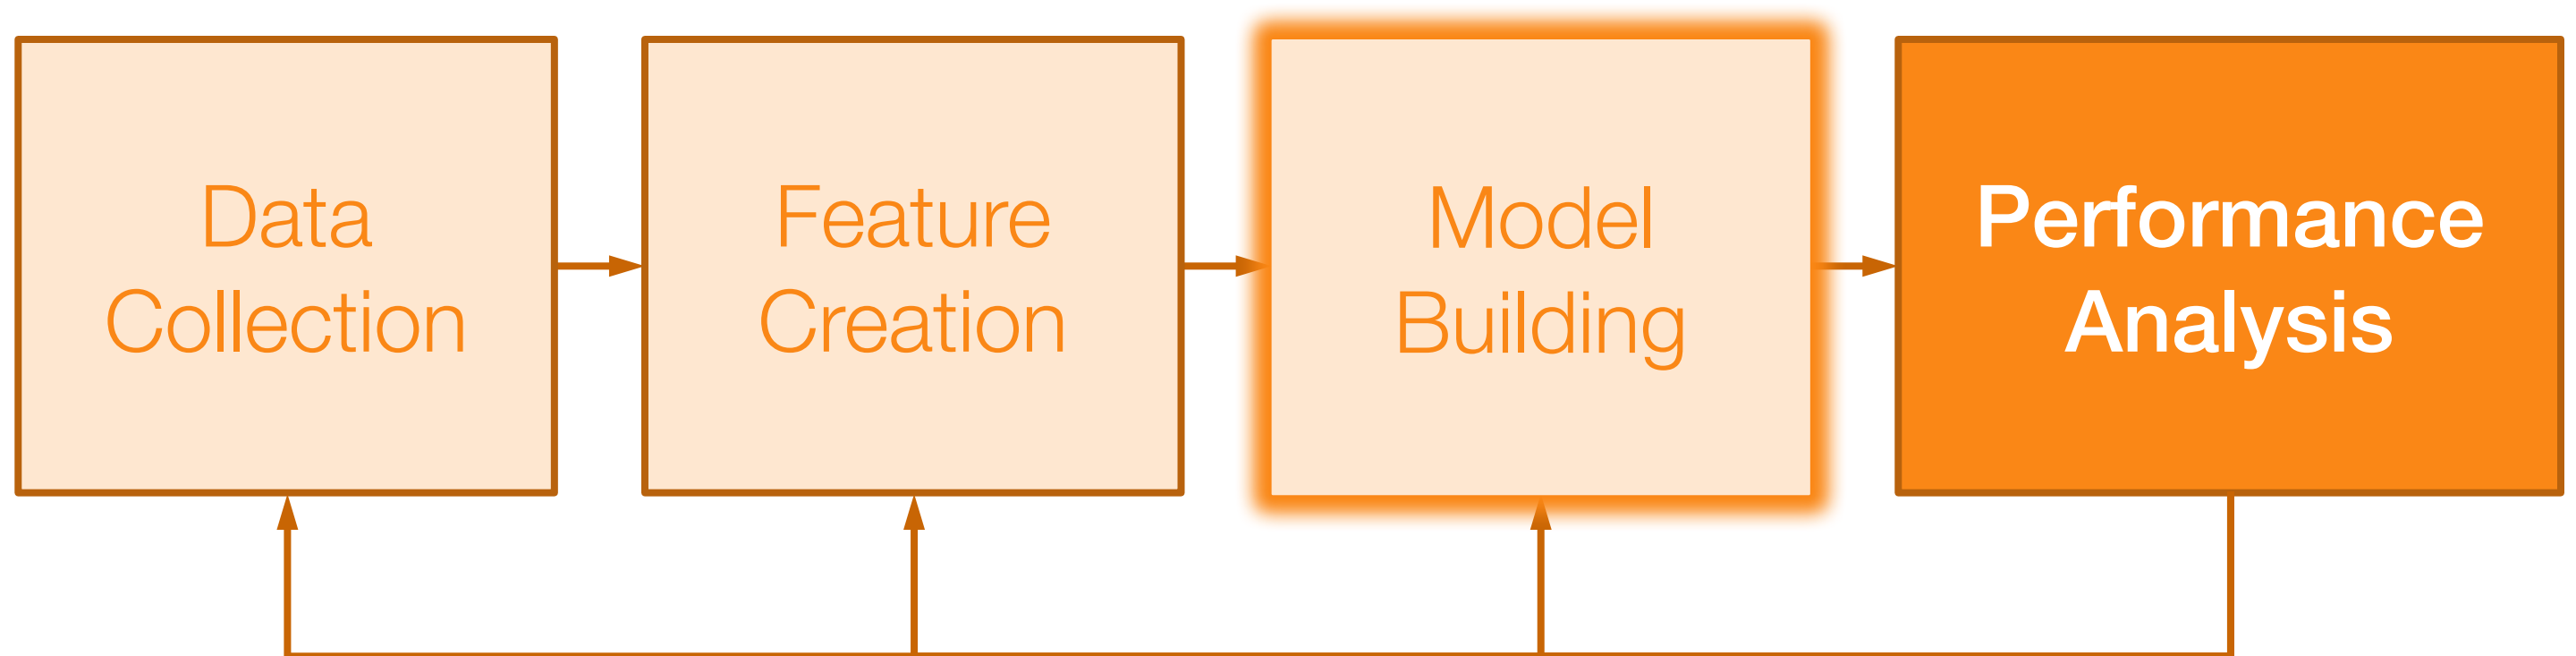 Data
Collection
Feature
Creation
Model
Building
Performance
Analysis